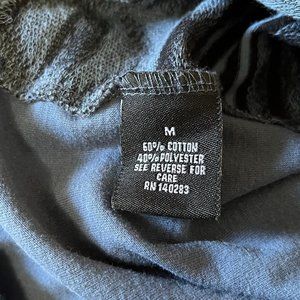 M
60% COTTON
40% POLYESTER
SEE REVERSE FOR
CARE
RN 140283